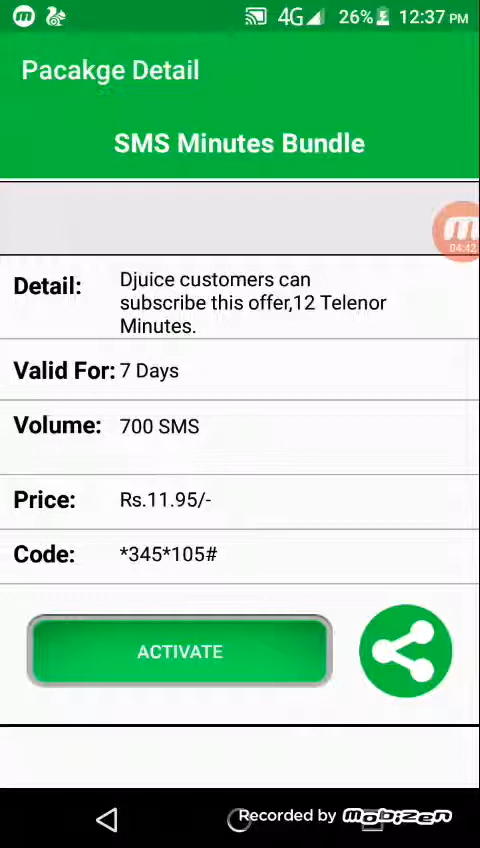 4G 26% 12:37 PM
Pacakge Detail
SMS Minutes Bundle
04:42
Detail: Djuice customers can
subscribe this offer,12 Telenor
Minutes.
Valid For: 7 Days
Volume: 700 SMS
Price: Rs.11.95/-
Code: *345*105#
ACTIVATE
Recorded by mobizen